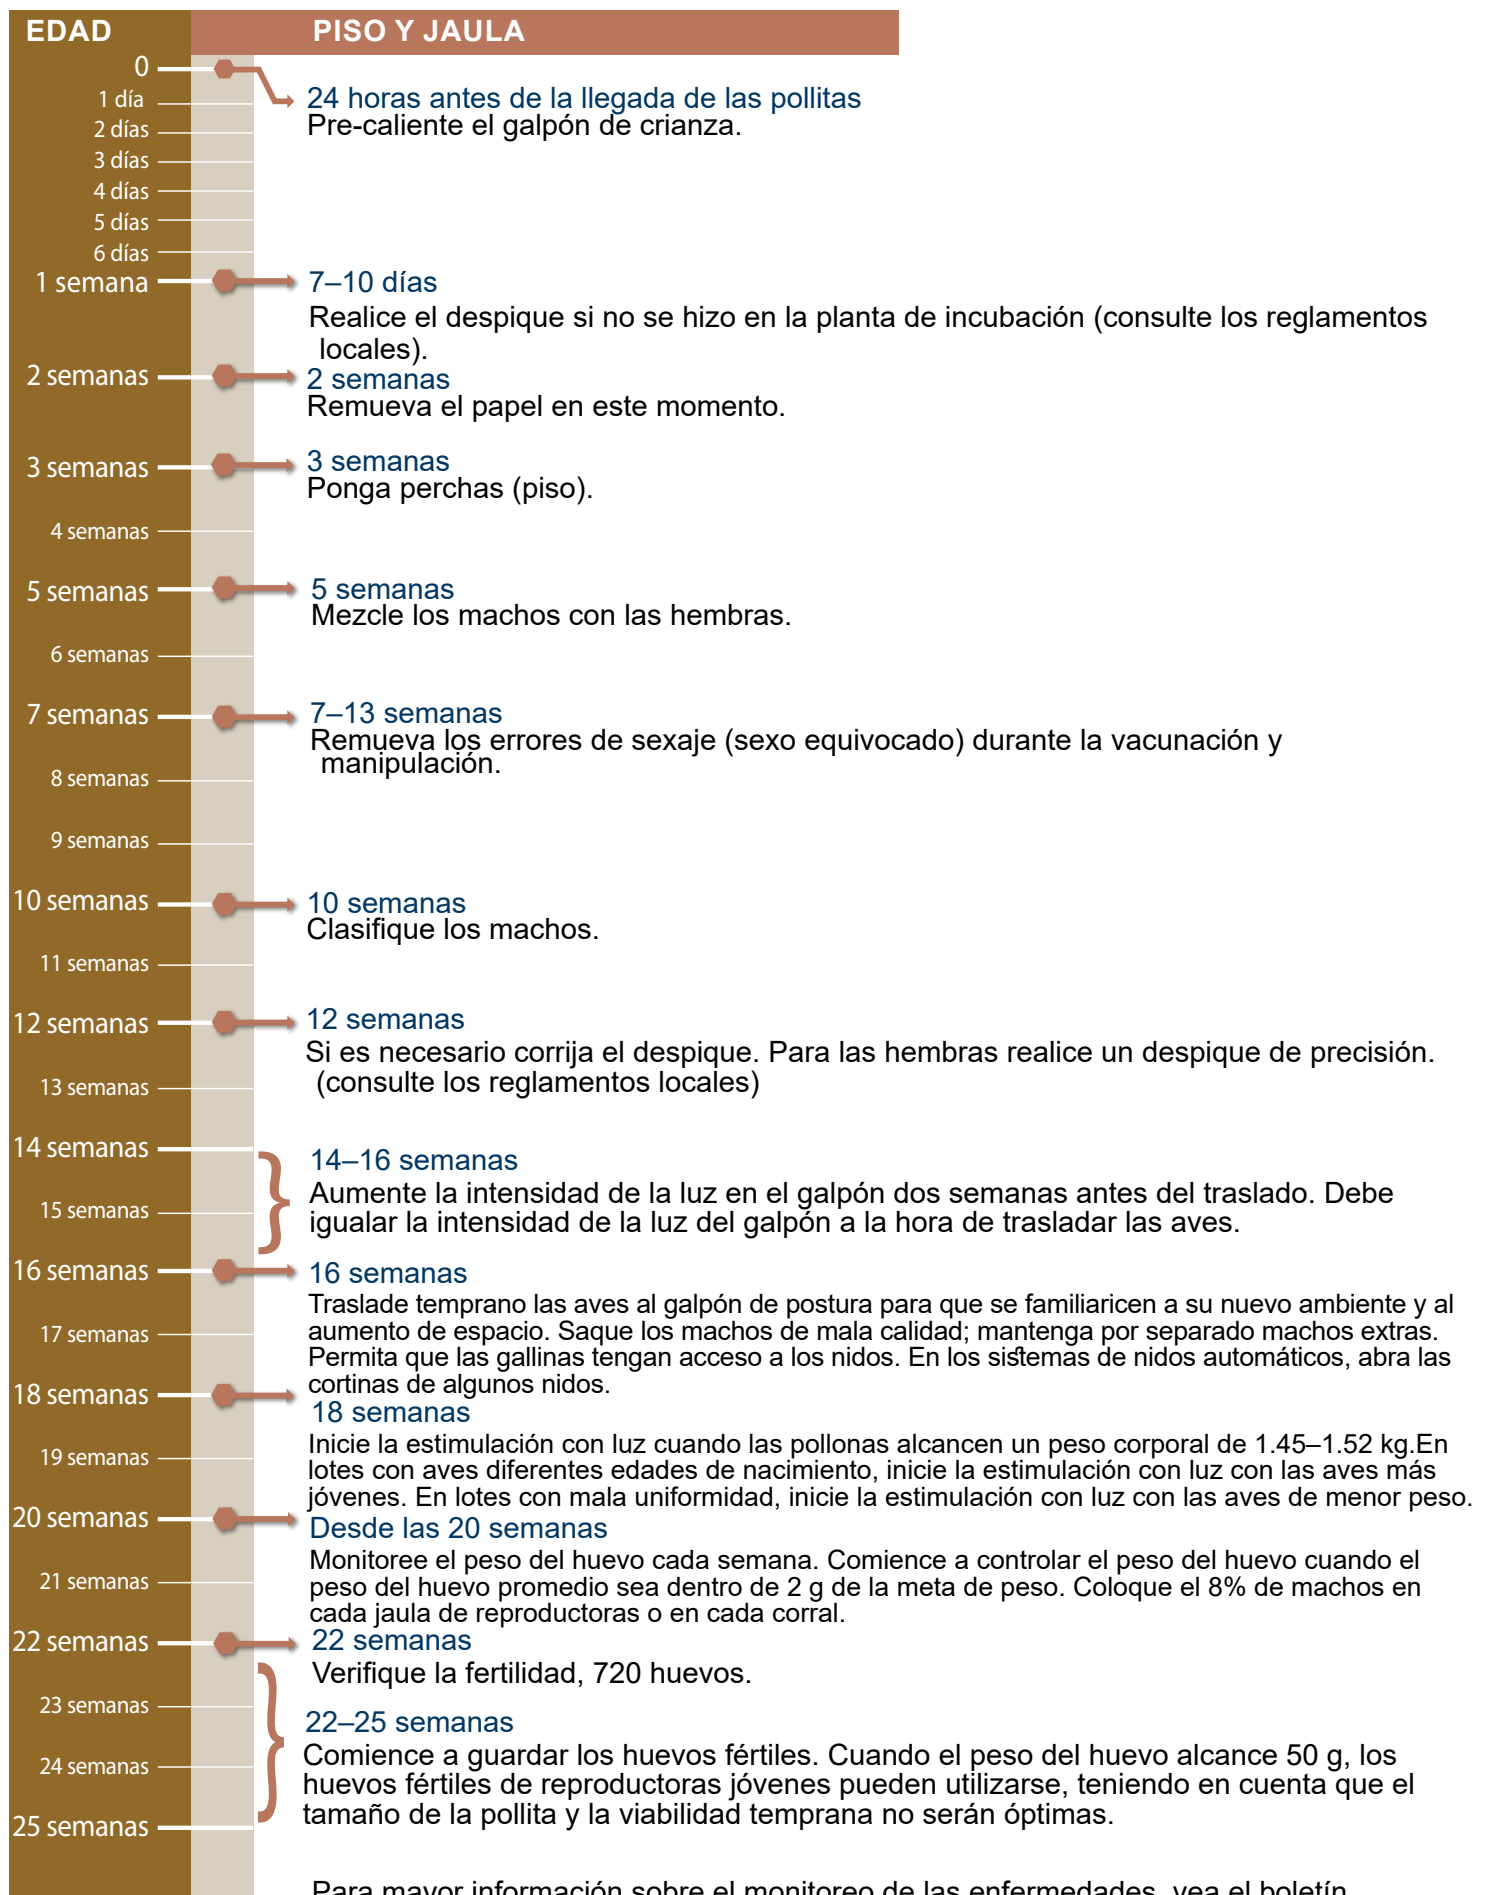 EDAD PISO Y JAULA
0
24 horas antes de la llegada de las pollitas
1 día
Pre-caliente el galpón de crianza.
2 días
3 días
4 días
5 días
6 días
1 semana
7–10 días
Realice el despique si no se hizo en la planta de incubación (consulte los reglamentos
locales).
2 semanas
2 semanas
Remueva el papel en este momento.
3 semanas
3 semanas
Ponga perchas (piso).
4 semanas
5 semanas
5 semanas
Mezcle los machos con las hembras.
6 semanas
7 semanas
7–13 semanas
Remueva los errores de sexaje (sexo equivocado) durante la vacunación y
manipulación.
8 semanas
9 semanas
10 semanas
10 semanas
Clasifique los machos.
11 semanas
12 semanas
12 semanas
Si es necesario corrija el despique. Para las hembras realice un despique de precisión.
(consulte los reglamentos locales)
13 semanas
14 semanas
14–16 semanas
Aumente la intensidad de la luz en el galpón dos semanas antes del traslado. Debe
igualar la intensidad de la luz del galpón a la hora de trasladar las aves.
15 semanas
16 semanas
16 semanas
Traslade temprano las aves al galpón de postura para que se familiaricen a su nuevo ambiente y al
aumento de espacio. Saque los machos de mala calidad; mantenga por separado machos extras.
Permita que las gallinas tengan acceso a los nidos. En los sistemas de nidos automáticos, abra las
cortinas de algunos nidos.
17 semanas
18 semanas
18 semanas
Inicie la estimulación con luz cuando las pollonas alcancen un peso corporal de 1.45–1.52 kg.En
lotes con aves diferentes edades de nacimiento, inicie la estimulación con luz con las aves más
jóvenes. En lotes con mala uniformidad, inicie la estimulación con luz con las aves de menor peso.
19 semanas
20 semanas
Desde las 20 semanas
Monitoree el peso del huevo cada semana. Comience a controlar el peso del huevo cuando el
peso del huevo promedio sea dentro de 2 g de la meta de peso. Coloque el 8% de machos en
cada jaula de reproductoras o en cada corral.
21 semanas
22 semanas
22 semanas
Verifique la fertilidad, 720 huevos.
23 semanas
22–25 semanas
Comience a guardar los huevos fértiles. Cuando el peso del huevo alcance 50 g, los
huevos fértiles de reproductoras jóvenes pueden utilizarse, teniendo en cuenta que el
tamaño de la pollita y la viabilidad temprana no serán óptimas.
24 semanas
25 semanas
Para mayor información sobre el monitoreo de las enfermedades, vea el boletín